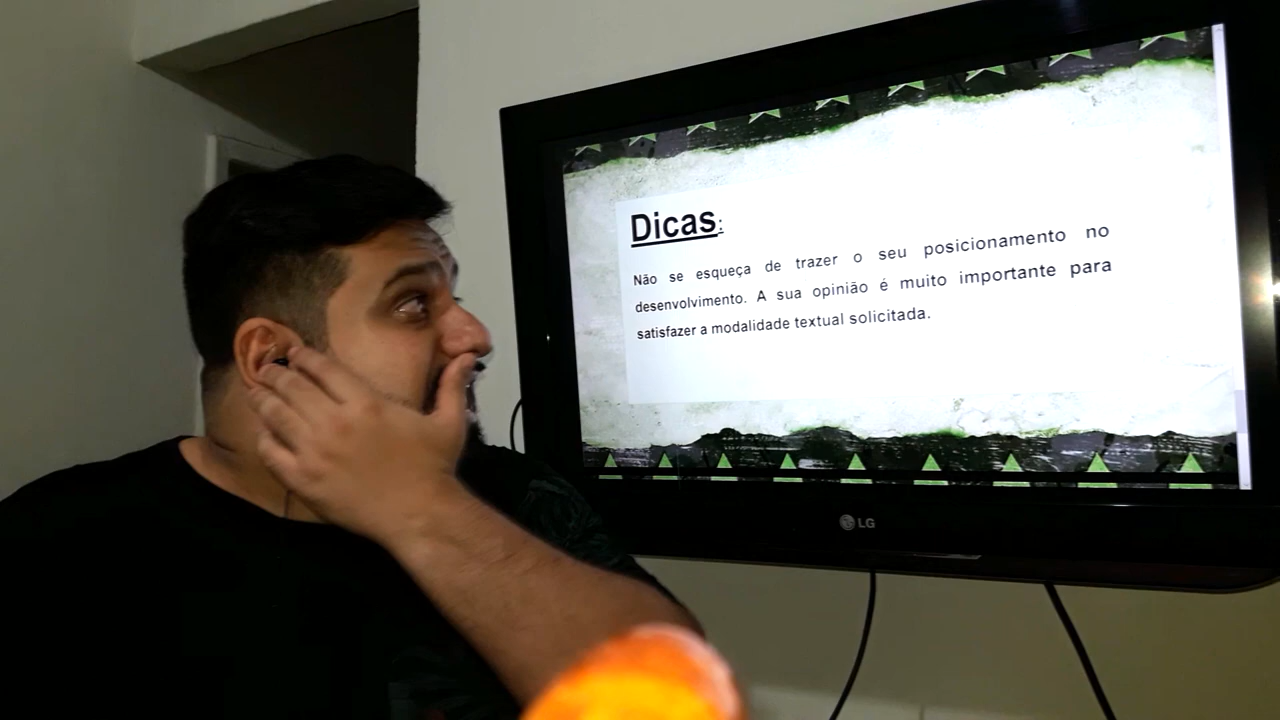 Dicas:
Não se esqueça de trazer o seu posicionamento no
desenvolvimento. A sua opinião é muito importante para
satisfazer a modalidade textual solicitada.
LG